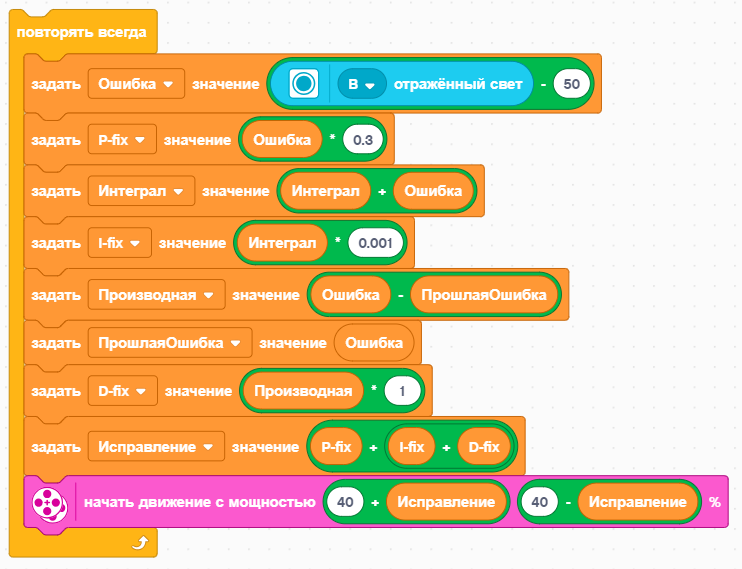 повторять всегда
задать Ошибка значение B отражённый свет - 50
задать P-fix значение Ошибка * 0.3
задать Интеграл значение Интеграл + Ошибка
задать I-fix значение Интеграл * 0.001
задать Производная значение Ошибка - ПрошлаяОшибка
задать ПрошлаяОшибка значение Ошибка
задать D-fix значение Производная * 1
задать Исправление значение P-fix + I-fix + D-fix
начать движение с мощностью 40 + Исправление 40 - Исправление %